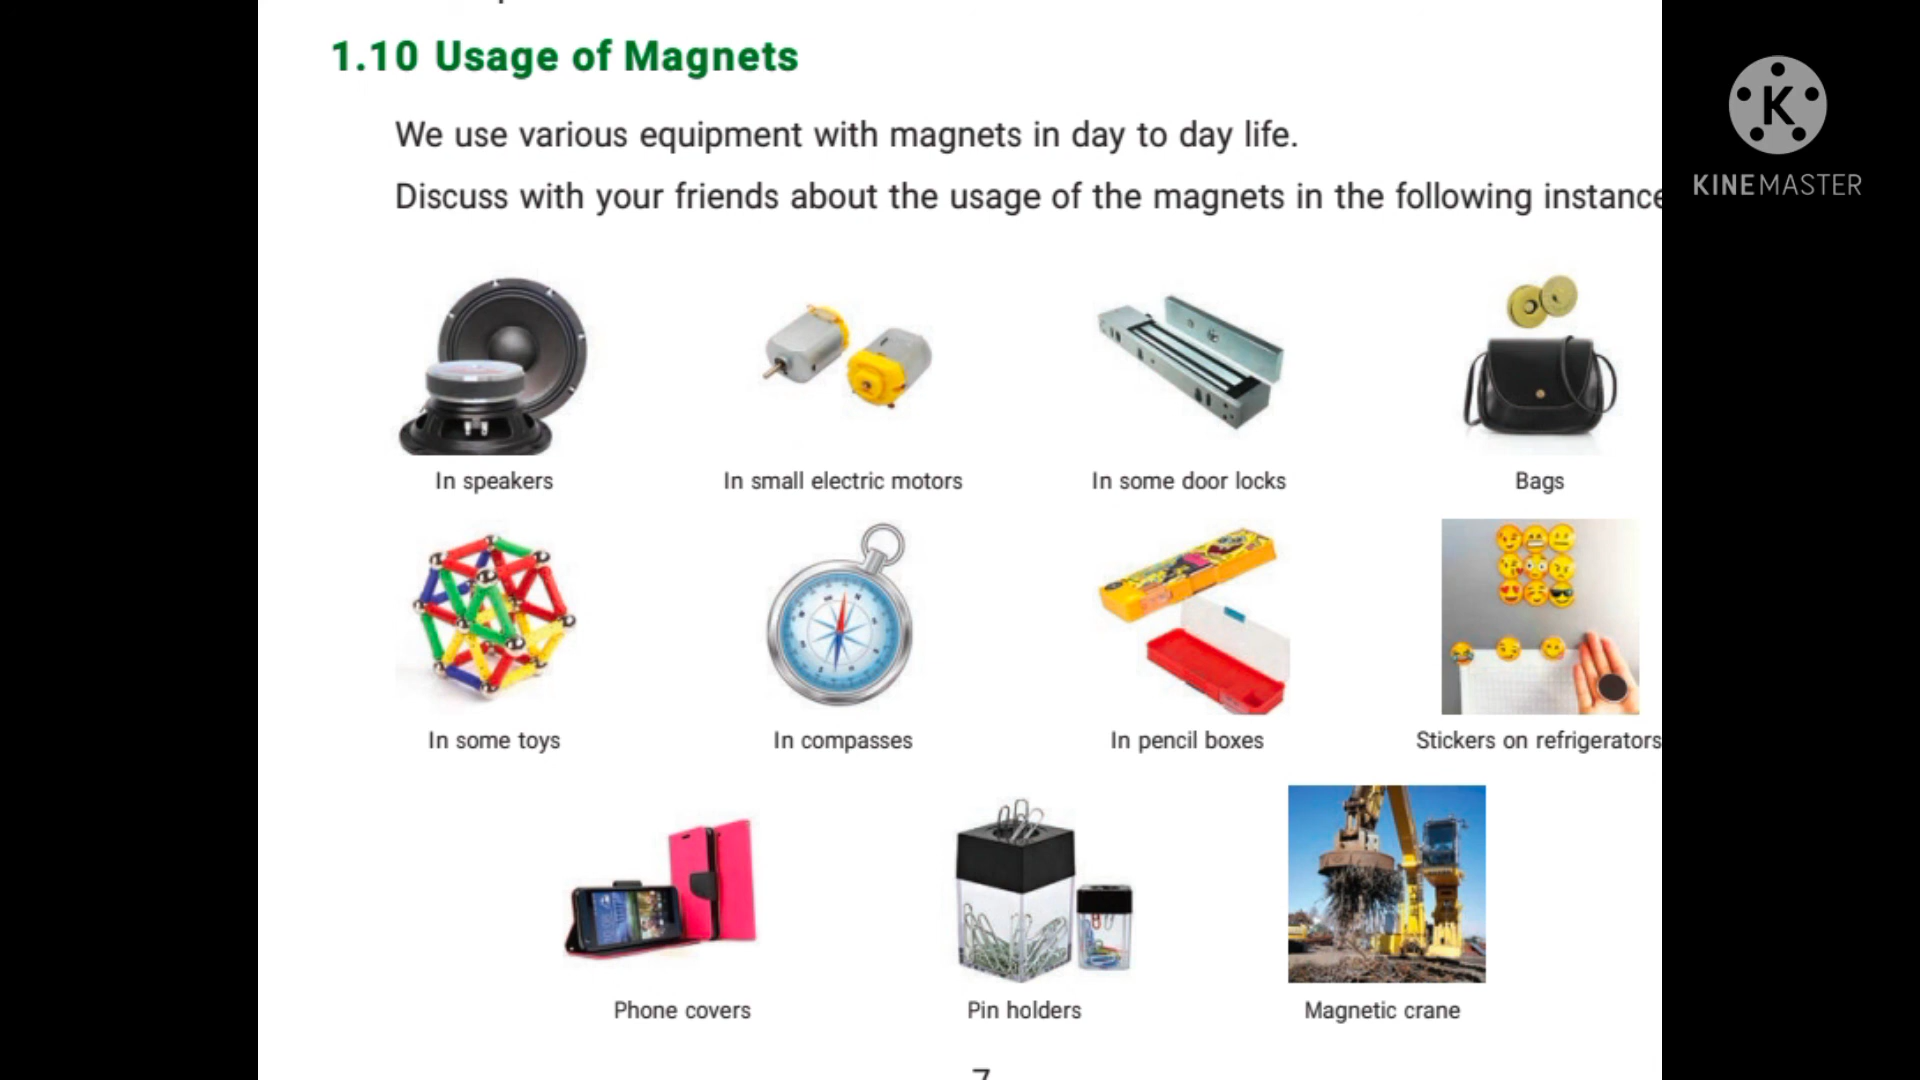 1.10 Usage of Magnets
We use various equipment with magnets in day to day life.
Discuss with your friends about the usage of the magnets in the following instance
K
KINEMASTER
In speakers
In small electric motors
In some door locks
Bags
In some toys
In compasses
In pencil boxes
Stickers on refrigerators
Phone covers
Pin holders
Magnetic crane
7